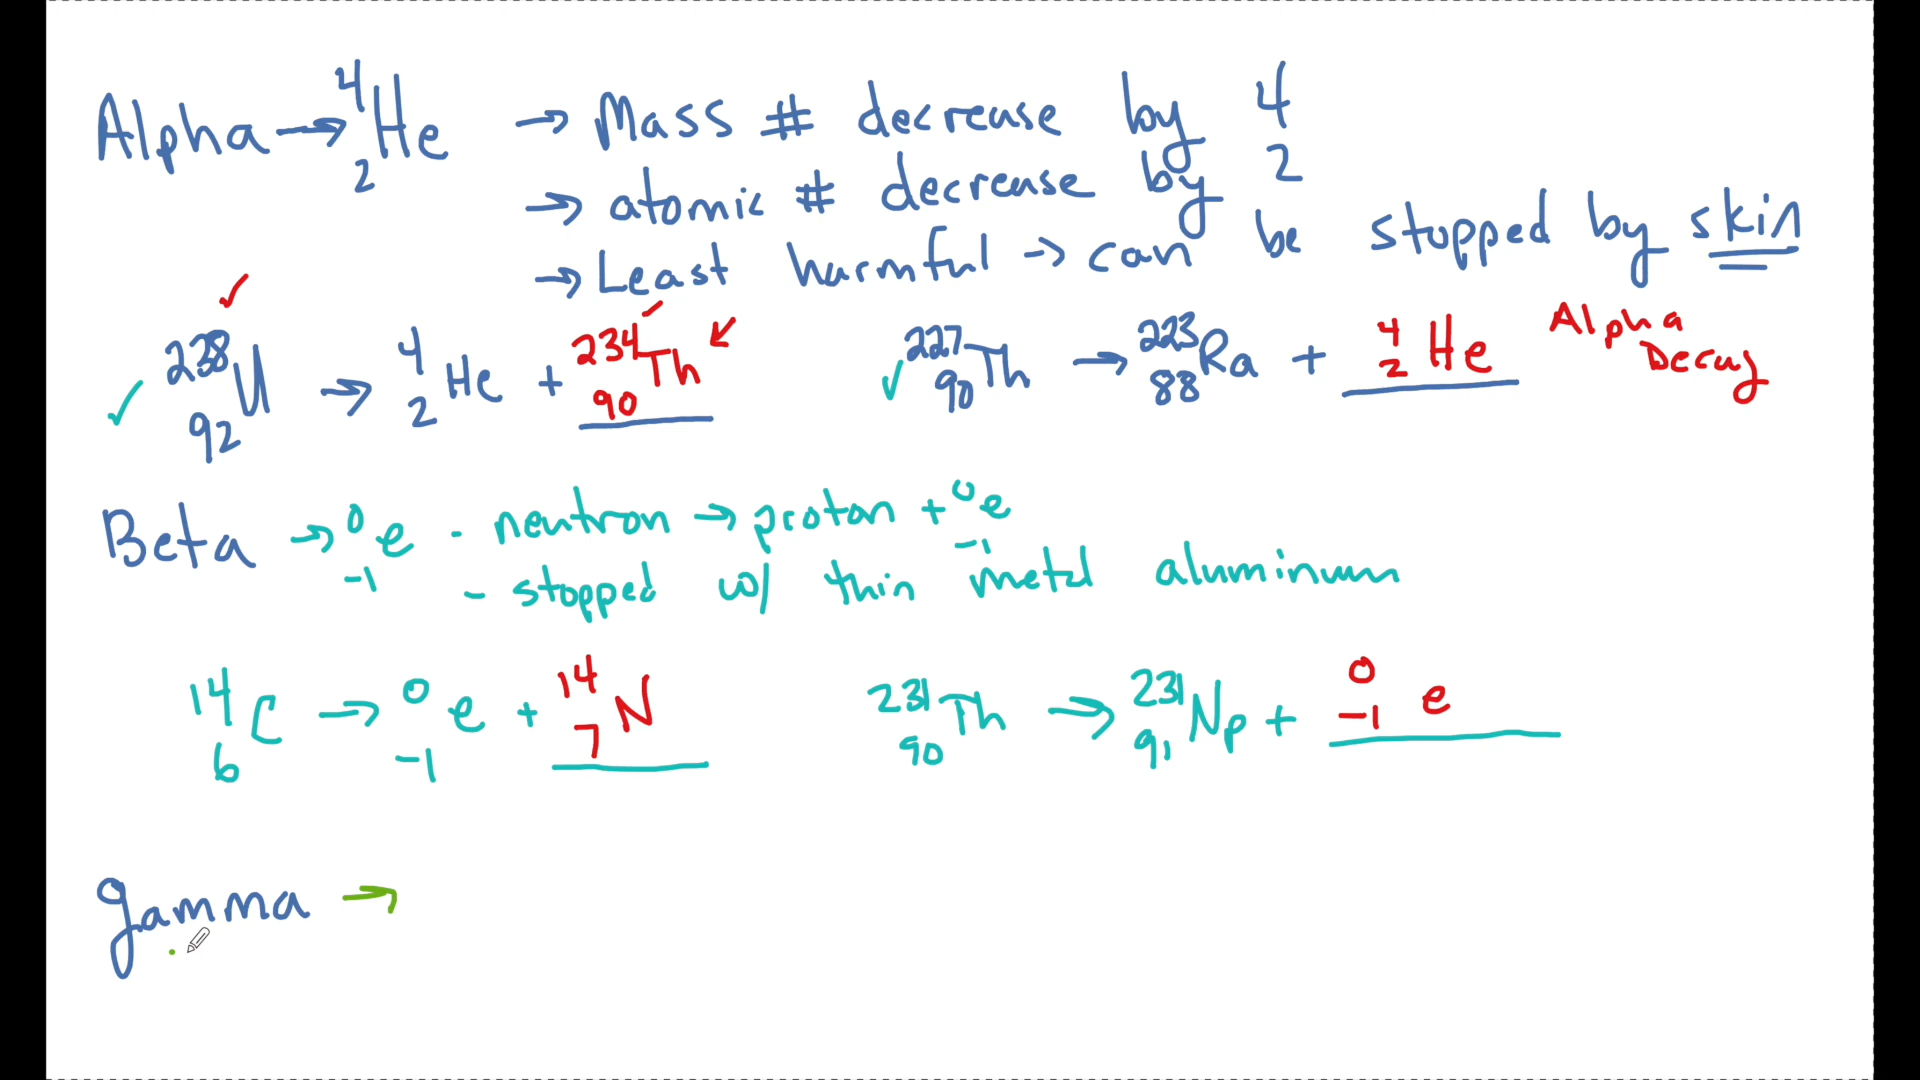 Alpha → ⁴₂He → Mass # decrease by 4
→ atomic # decrease by 2
→ Least harmful → can be stopped by skin
²³⁸₉₂U → ⁴₂He + ²³⁴₉₀Th
²²⁷₉₀Th → ²²³₈₈Ra + ⁴₂He Alpha Decay
Beta → ⁰₋₁e - neutron → proton + ⁰₋₁e
- stopped w/ thin metal aluminum
¹⁴₆C → ⁰₋₁e + ¹⁴₇N
²³¹₉₀Th → ²³¹₉₁Np + ⁰₋₁e
gamma →